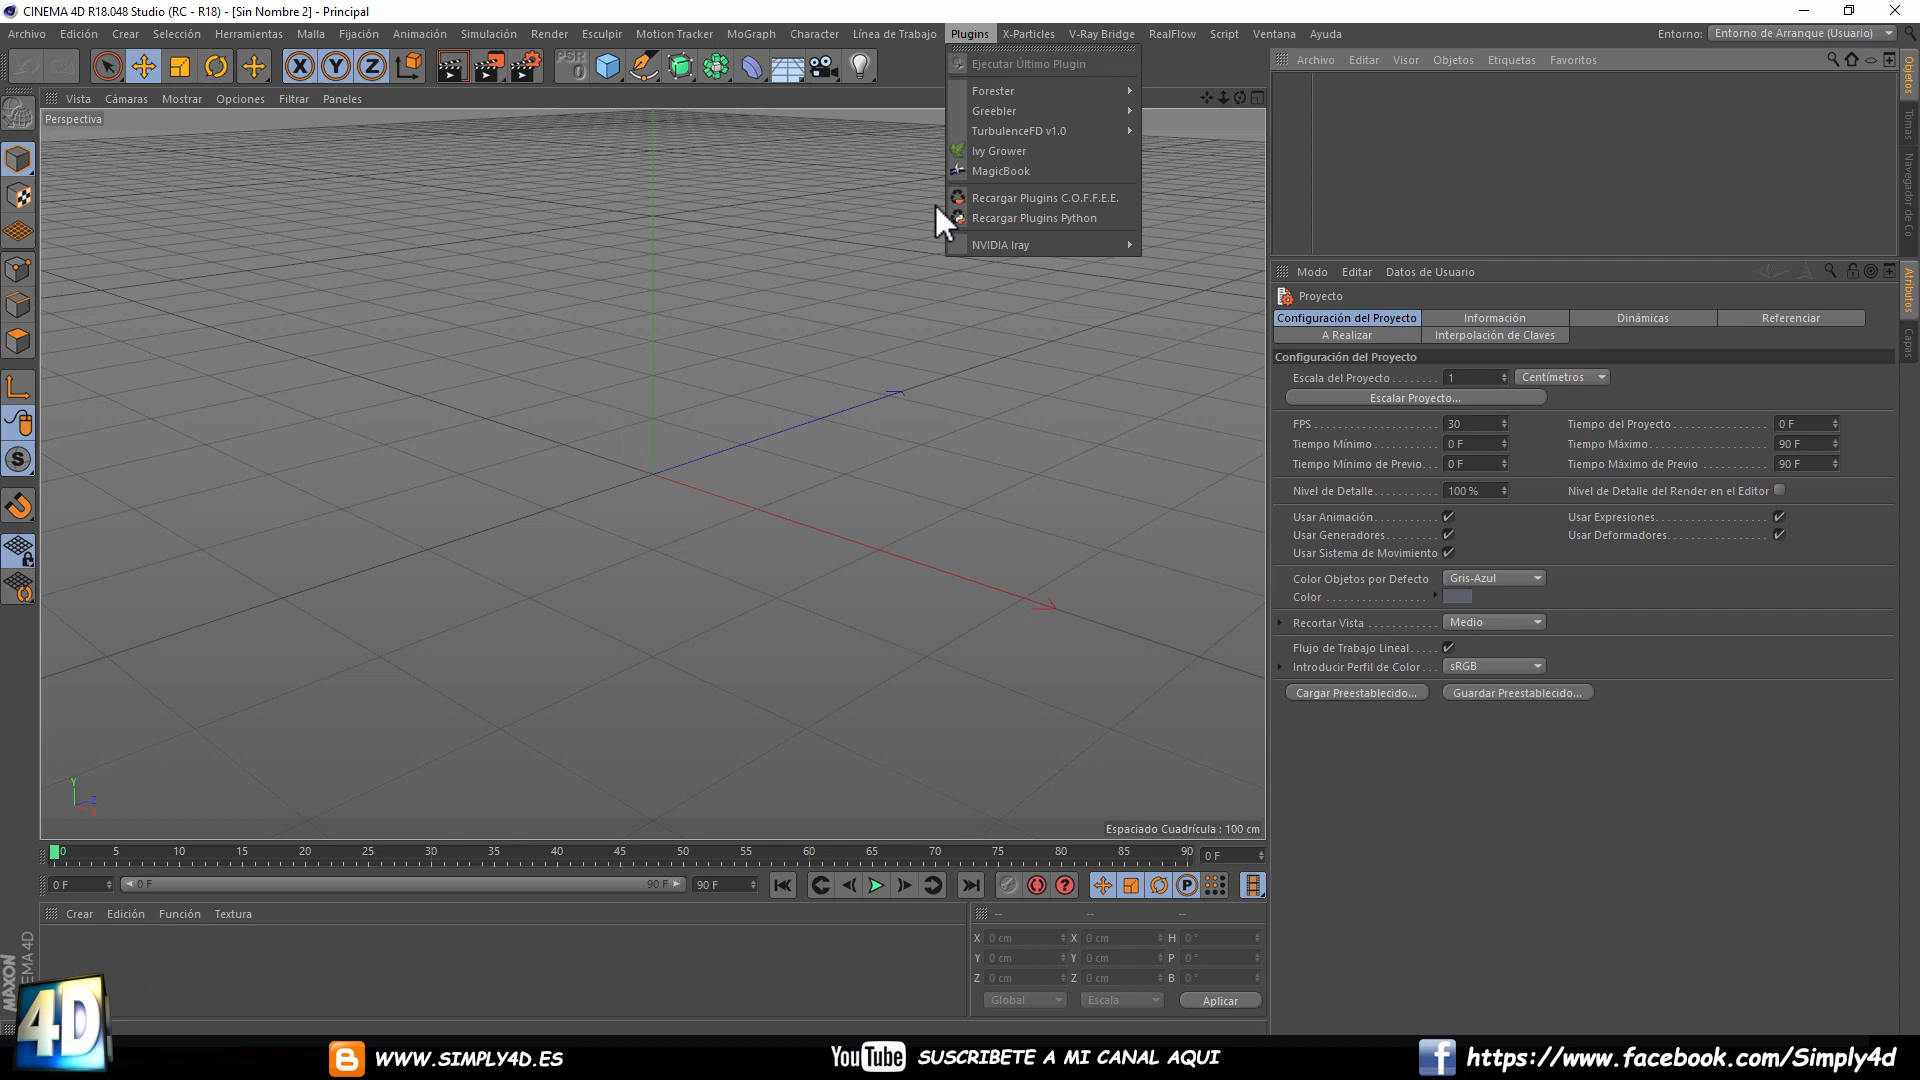 CINEMA 4D R18.048 Studio (RC - R18) - [Sin Nombre 2] - Principal
Archivo Edición Crear Selección Herramientas Malla Fijación Animación Simulación Render Esculpir Motion Tracker MoGraph Character Línea de Trabajo Plugins X-Particles V-Ray Bridge RealFlow Script Ventana Ayuda Entorno: Entorno de Arranque (Usuario)
X Y Z PSR 0
Ejecutar Último Plugin
Forester
Greebler
TurbulenceFD v1.0
Ivy Grower
MagicBook
Recargar Plugins C.O.F.F.E.E.
Recargar Plugins Python
NVIDIA Iray
Vista Cámaras Mostrar Opciones Filtrar Paneles
Perspectiva
Archivo Editar Visor Objetos Etiquetas Favoritos
Objetos
Tomas
Navegador de Co
Modo Editar Datos de Usuario
Atributos
Capas
Proyecto
Configuración del Proyecto Información Dinámicas Referenciar
A Realizar Interpolación de Claves
Configuración del Proyecto
Escala del Proyecto 1 Centímetros
Escalar Proyecto...
FPS 30 Tiempo del Proyecto 0 F
Tiempo Mínimo 0 F Tiempo Máximo 90 F
Tiempo Mínimo de Previo 0 F Tiempo Máximo de Previo 90 F
Nivel de Detalle 100 % Nivel de Detalle del Render en el Editor
Usar Animación Usar Expresiones
Usar Generadores Usar Deformadores
Usar Sistema de Movimiento
Color Objetos por Defecto Gris-Azul
Color
Recortar Vista Medio
Flujo de Trabajo Lineal
Introducir Perfil de Color sRGB
Cargar Preestablecido... Guardar Preestablecido...
S
Y Z X
Espaciado Cuadrícula : 100 cm
0 5 10 15 20 25 30 35 40 45 50 55 60 65 70 75 80 85 90 0 F
0 F 0 F 90 F 90 F ? P
Crear Edición Función Textura
-- -- --
X 0 cm X 0 cm H 0 °
Y 0 cm Y 0 cm P 0 °
Z 0 cm Z 0 cm B 0 °
Global Escala Aplicar
MAXON
4D
WWW.SIMPLY4D.ES
YouTube SUSCRIBETE A MI CANAL AQUI
f https://www.facebook.com/Simply4d